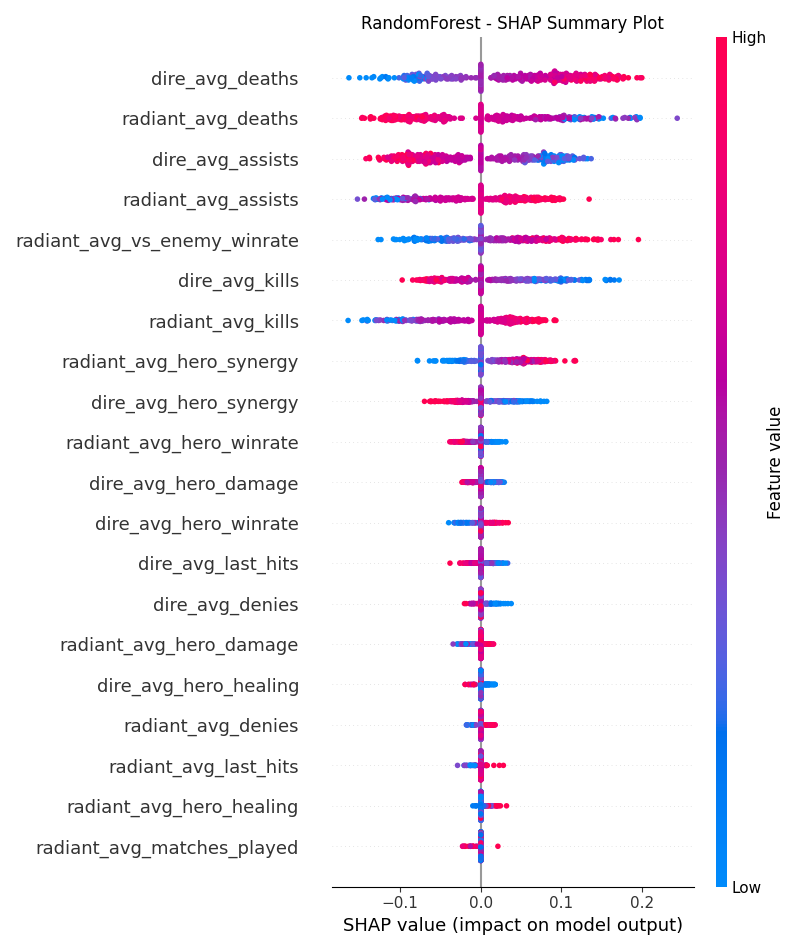 RandomForest - SHAP Summary Plot
High
dire_avg_deaths
radiant_avg_deaths
dire_avg_assists
radiant_avg_assists
radiant_avg_vs_enemy_winrate
dire_avg_kills
radiant_avg_kills
radiant_avg_hero_synergy
dire_avg_hero_synergy
radiant_avg_hero_winrate
dire_avg_hero_damage
dire_avg_hero_winrate
dire_avg_last_hits
dire_avg_denies
radiant_avg_hero_damage
dire_avg_hero_healing
radiant_avg_denies
radiant_avg_last_hits
radiant_avg_hero_healing
radiant_avg_matches_played
Feature value
Low
−0.1 0.0 0.1 0.2
SHAP value (impact on model output)